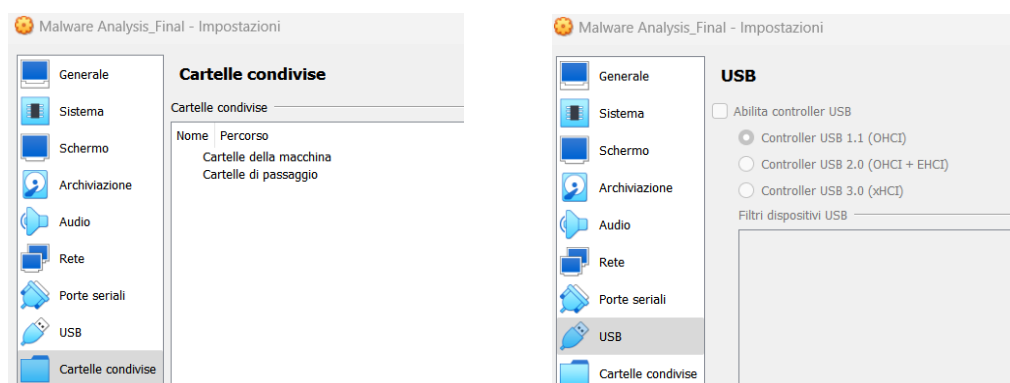 Malware Analysis_Final - Impostazioni
Generale
Sistema
Schermo
Archiviazione
Audio
Rete
Porte seriali
USB
Cartelle condivise
Cartelle condivise
Cartelle condivise
Nome Percorso
Cartelle della macchina
Cartelle di passaggio
Malware Analysis_Final - Impostazioni
Generale
Sistema
Schermo
Archiviazione
Audio
Rete
Porte seriali
USB
Cartelle condivise
USB
Abilita controller USB
Controller USB 1.1 (OHCI)
Controller USB 2.0 (OHCI + EHCI)
Controller USB 3.0 (xHCI)
Filtri dispositivi USB